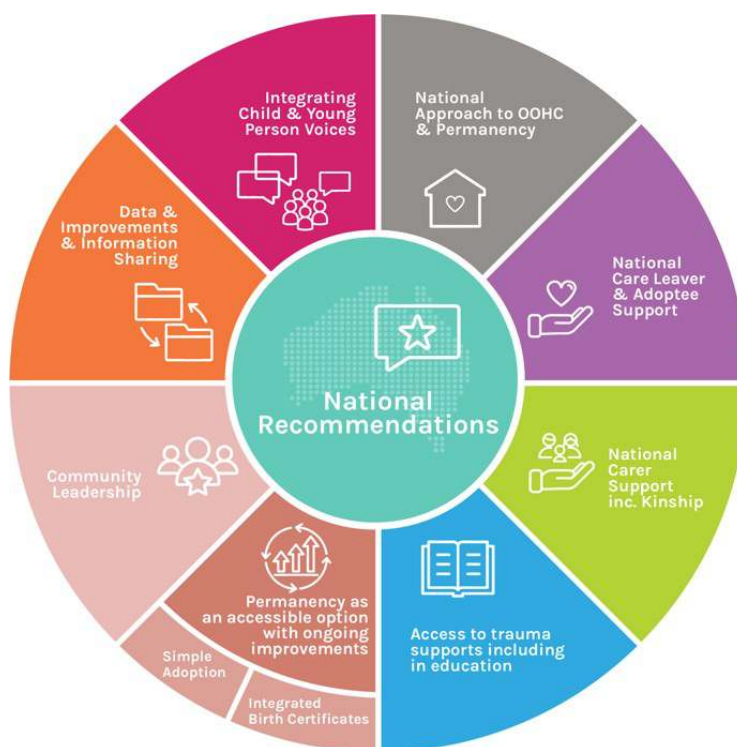 National
Recommendations
National
Approach to OOHC
& Permanency
National
Care Leaver
& Adoptee
Support
National
Carer
Support
inc. Kinship
Access to trauma
supports including
in education
Permanency as
an accessible option
with ongoing
improvements
Simple
Adoption
Integrated
Birth Certificates
Community
Leadership
Data &
Improvements
& Information
Sharing
Integrating
Child & Young
Person Voices